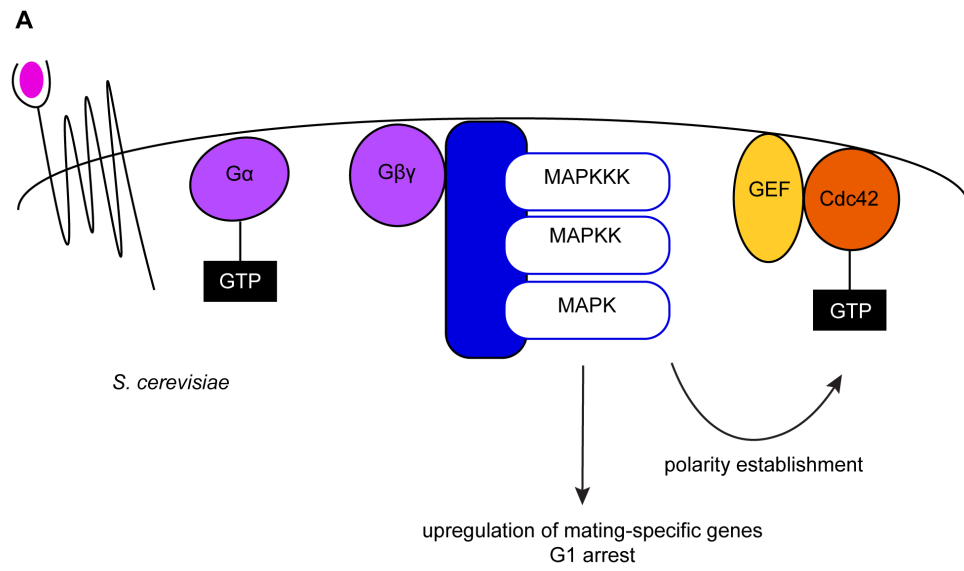 A
Gα
GTP
Gβγ
MAPKKK
MAPKK
MAPK
GEF
Cdc42
GTP
S. cerevisiae
polarity establishment
upregulation of mating-specific genes
G1 arrest